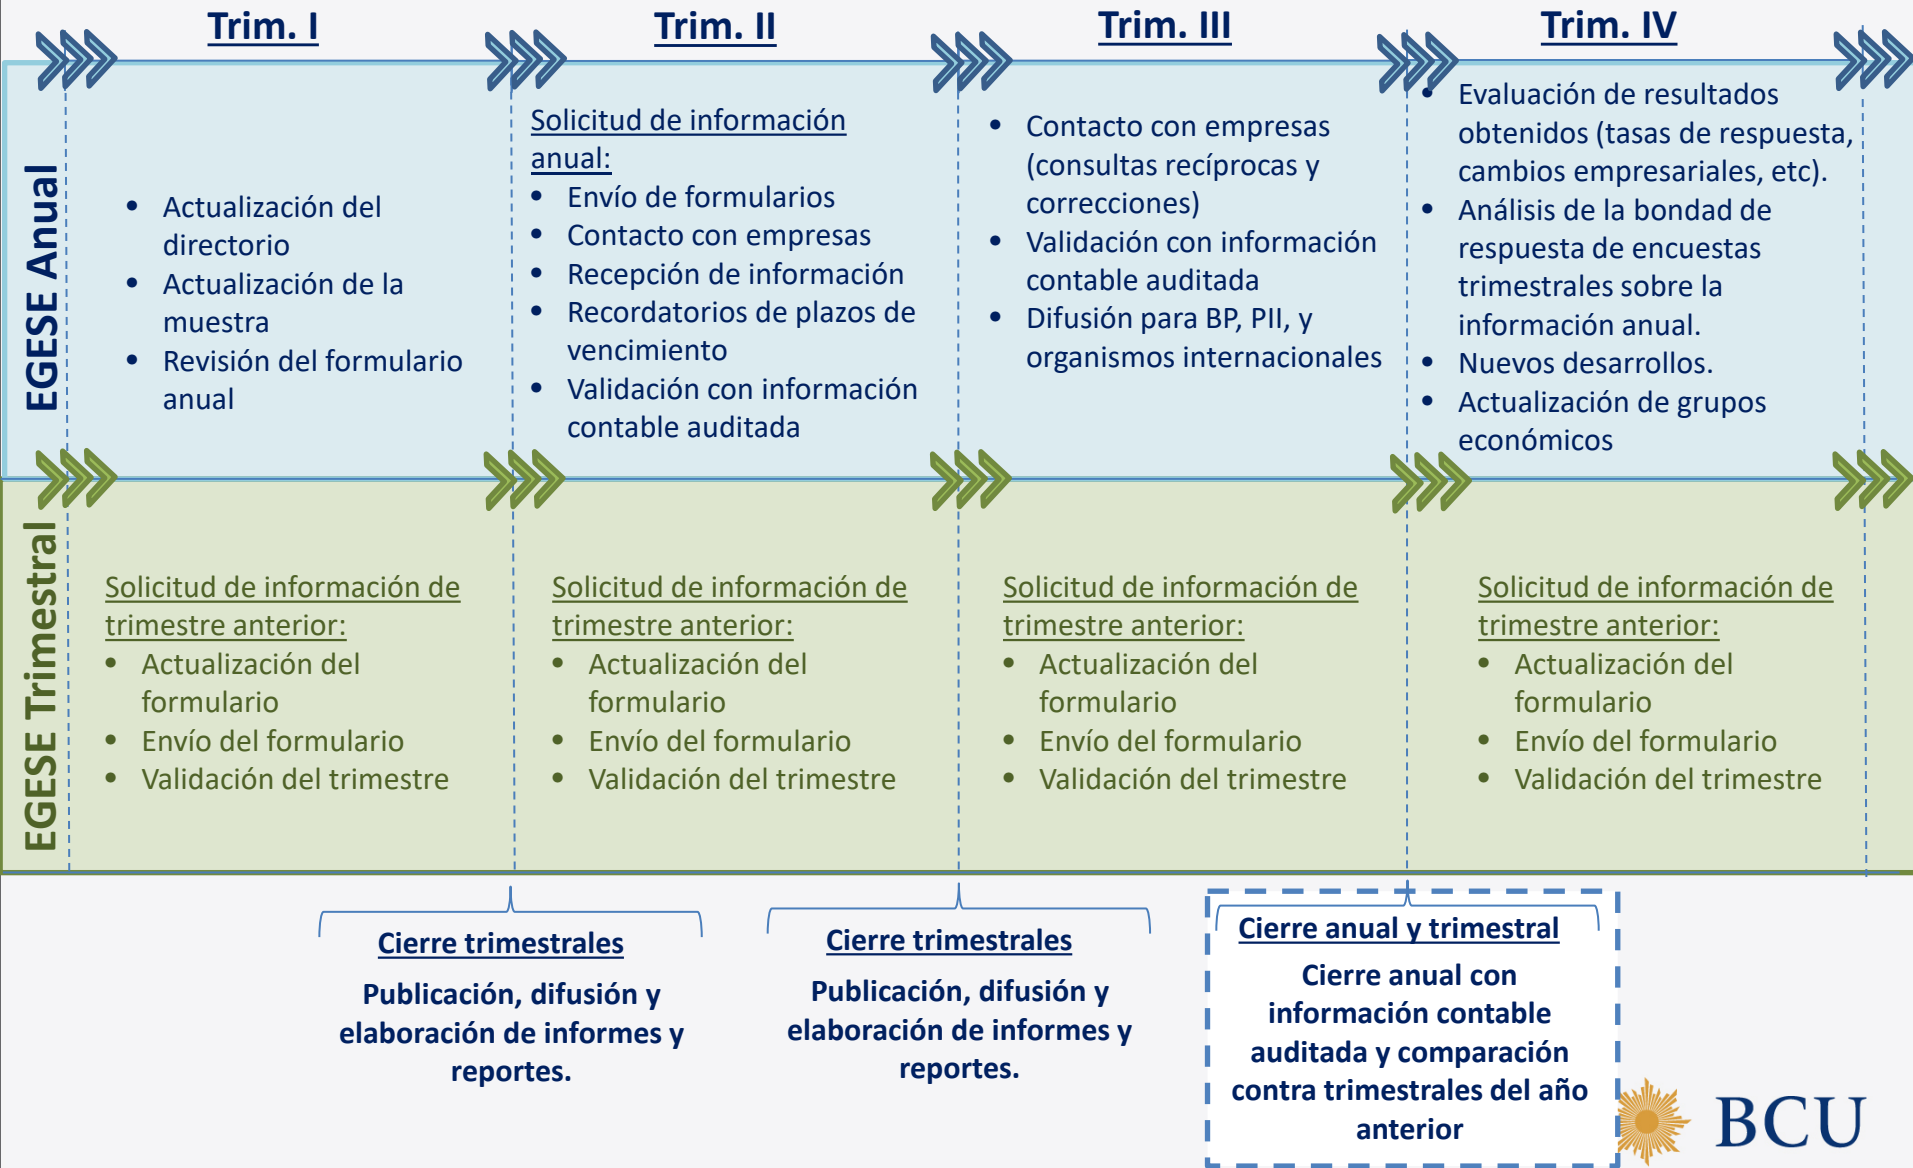 Trim. I
Trim. II
Trim. III
Trim. IV
EGESE Anual
• Actualización del
directorio
• Actualización de la
muestra
• Revisión del formulario
anual
Solicitud de información
anual:
• Envío de formularios
• Contacto con empresas
• Recepción de información
• Recordatorios de plazos de
vencimiento
• Validación con información
contable auditada
• Contacto con empresas
(consultas recíprocas y
correcciones)
• Validación con información
contable auditada
• Difusión para BP, PII, y
organismos internacionales
• Evaluación de resultados
obtenidos (tasas de respuesta,
cambios empresariales, etc).
• Análisis de la bondad de
respuesta de encuestas
trimestrales sobre la
información anual.
• Nuevos desarrollos.
• Actualización de grupos
económicos
EGESE Trimestral
Solicitud de información de
trimestre anterior:
• Actualización del
formulario
• Envío del formulario
• Validación del trimestre
Solicitud de información de
trimestre anterior:
• Actualización del
formulario
• Envío del formulario
• Validación del trimestre
Solicitud de información de
trimestre anterior:
• Actualización del
formulario
• Envío del formulario
• Validación del trimestre
Solicitud de información de
trimestre anterior:
• Actualización del
formulario
• Envío del formulario
• Validación del trimestre
Cierre trimestrales
Publicación, difusión y
elaboración de informes y
reportes.
Cierre trimestrales
Publicación, difusión y
elaboración de informes y
reportes.
Cierre anual y trimestral
Cierre anual con
información contable
auditada y comparación
contra trimestrales del año
anterior
BCU